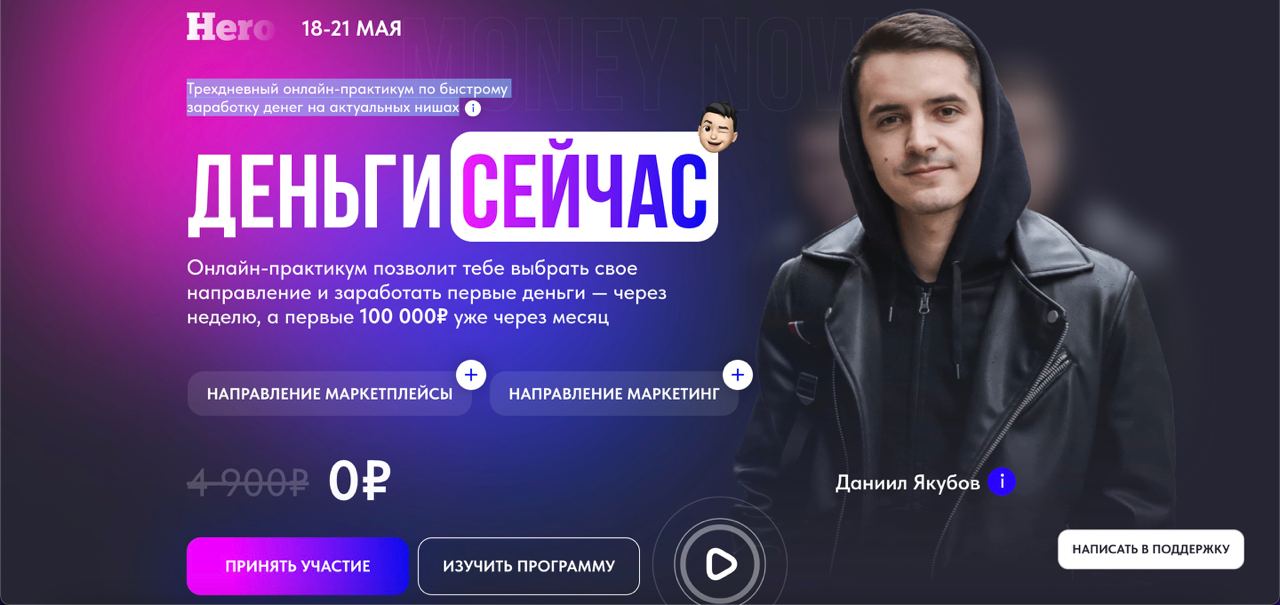 Hero
18-21 МАЯ
MONEY NOW
Трехдневный онлайн-практикум по быстрому
заработку денег на актуальных нишах i
ДЕНЬГИ СЕЙЧАС
Онлайн-практикум позволит тебе выбрать свое
направление и заработать первые деньги — через
неделю, а первые 100 000₽ уже через месяц
НАПРАВЛЕНИЕ МАРКЕТПЛЕЙСЫ +
НАПРАВЛЕНИЕ МАРКЕТИНГ +
4 900₽ 0₽
Даниил Якубов i
ПРИНЯТЬ УЧАСТИЕ
ИЗУЧИТЬ ПРОГРАММУ
НАПИСАТЬ В ПОДДЕРЖКУ